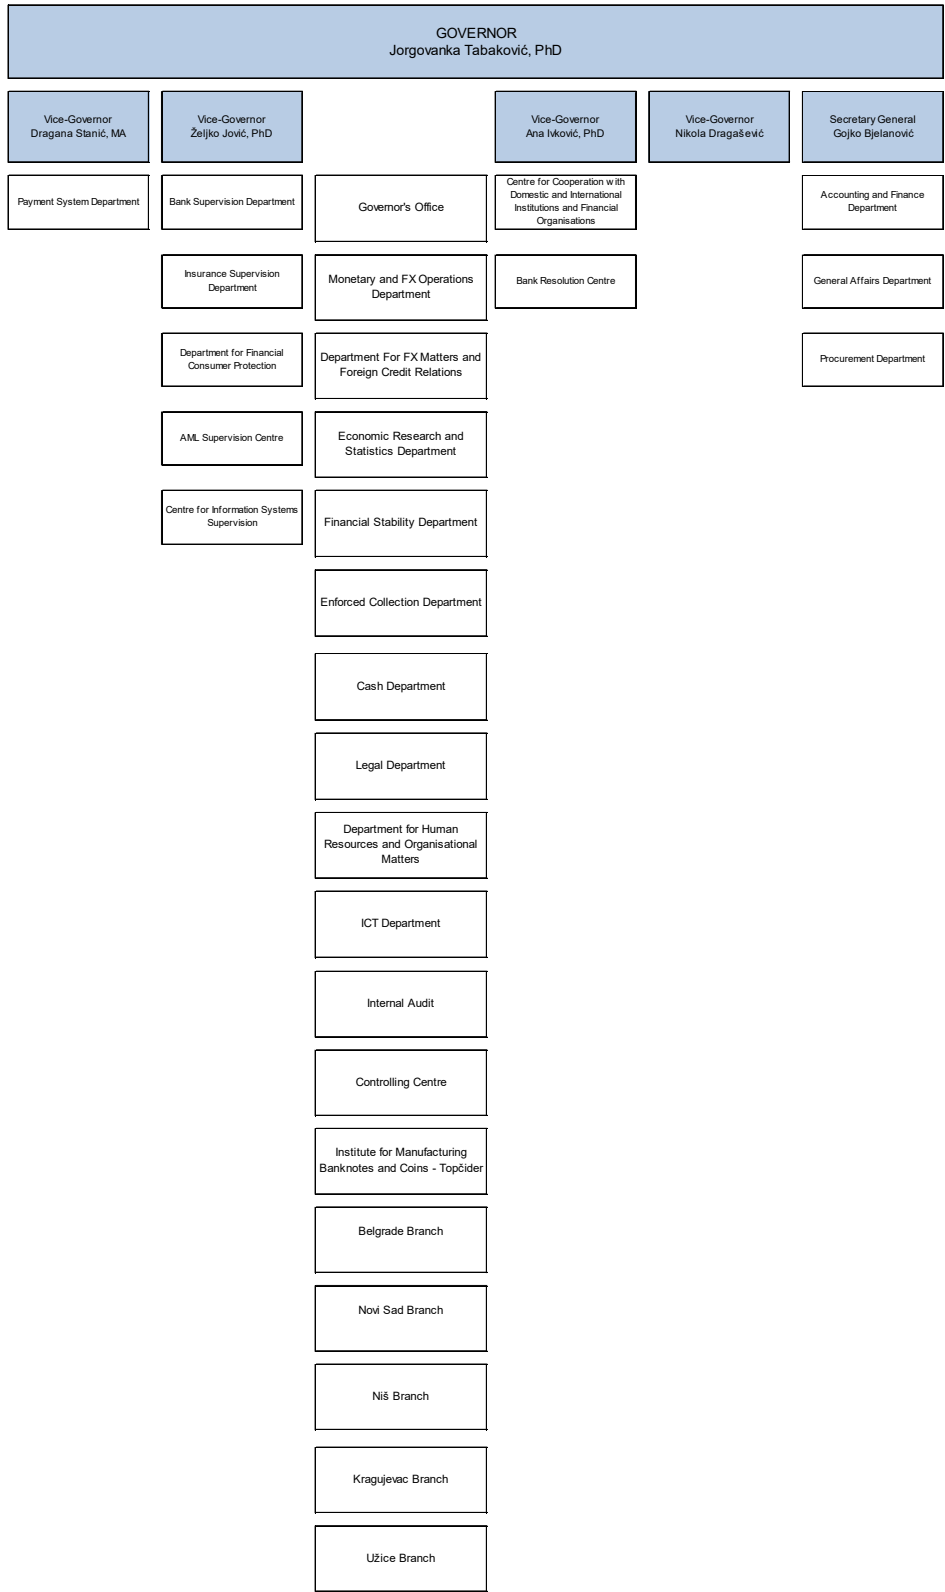 GOVERNOR
Jorgovanka Tabaković, PhD
Vice-Governor
Dragana Stanić, MA
Vice-Governor
Željko Jović, PhD
Vice-Governor
Ana Ivković, PhD
Vice-Governor
Nikola Dragašević
Secretary General
Gojko Bjelanović
Payment System Department
Bank Supervision Department
Governor's Office
Centre for Cooperation with
Domestic and International
Institutions and Financial
Organisations
Accounting and Finance
Department
Insurance Supervision
Department
Monetary and FX Operations
Department
Bank Resolution Centre
General Affairs Department
Department for Financial
Consumer Protection
Department For FX Matters and
Foreign Credit Relations
Procurement Department
AML Supervision Centre
Economic Research and
Statistics Department
Centre for Information Systems
Supervision
Financial Stability Department
Enforced Collection Department
Cash Department
Legal Department
Department for Human
Resources and Organisational
Matters
ICT Department
Internal Audit
Controlling Centre
Institute for Manufacturing
Banknotes and Coins - Topčider
Belgrade Branch
Novi Sad Branch
Niš Branch
Kragujevac Branch
Užice Branch